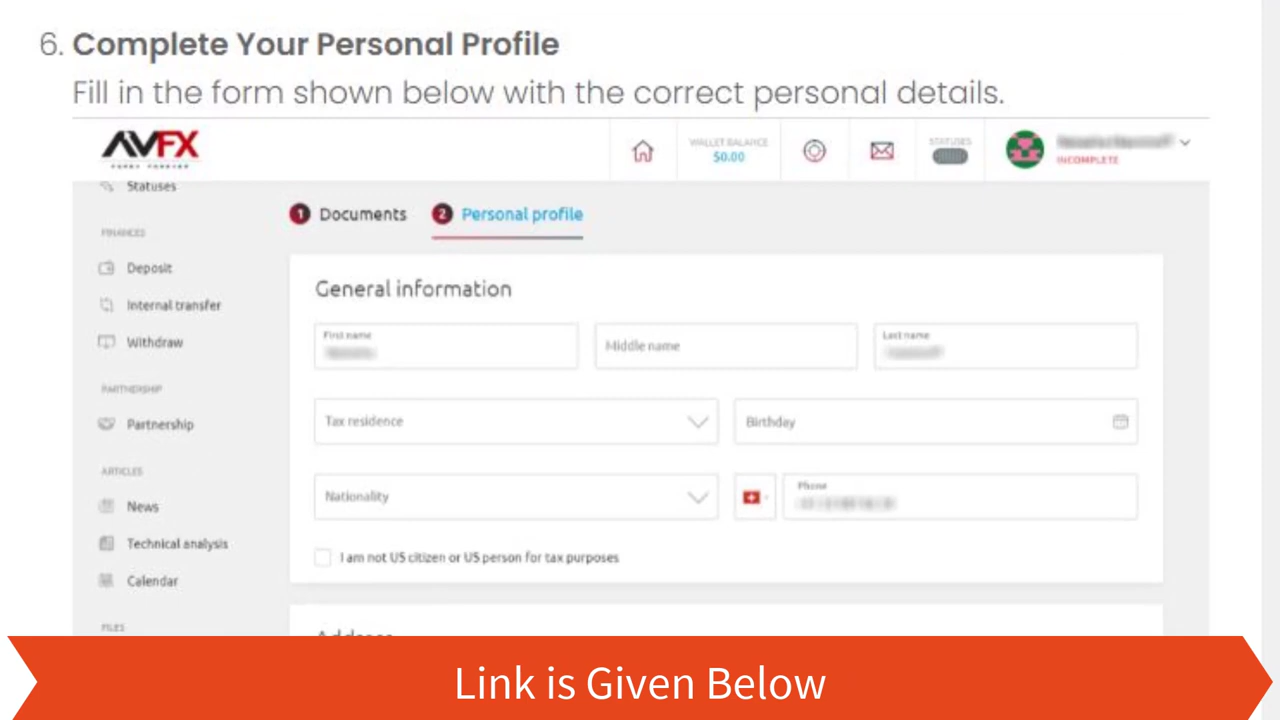 6. Complete Your Personal Profile
Fill in the form shown below with the correct personal details.
AVFX
WALLET BALANCE
$0.00
STATUSES
INCOMPLETE
Statuses
1 Documents
2 Personal profile
FINANCES
Deposit
Internal transfer
Withdraw
PARTNERSHIP
Partnership
ARTICLES
News
Technical analysis
Calendar
FILES
General information
First name
Middle name
Last name
Tax residence
Birthday
Nationality
Phone
I am not US citizen or US person for tax purposes
Address
Link is Given Below